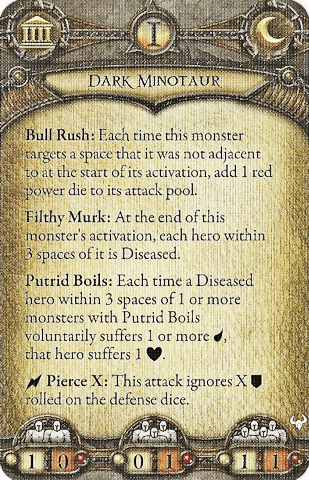 I
Dark Minotaur
Bull Rush: Each time this monster
targets a space that it was not adjacent
to at the start of its activation, add 1 red
power die to its attack pool.
Filthy Murk: At the end of this
monster's activation, each hero within
3 spaces of it is Diseased.
Putrid Boils: Each time a Diseased
hero within 3 spaces of 1 or more
monsters with Putrid Boils
voluntarily suffers 1 or more ,
that hero suffers 1 .
Pierce X: This attack ignores X
rolled on the defense dice.
1 0 0 1 1 1